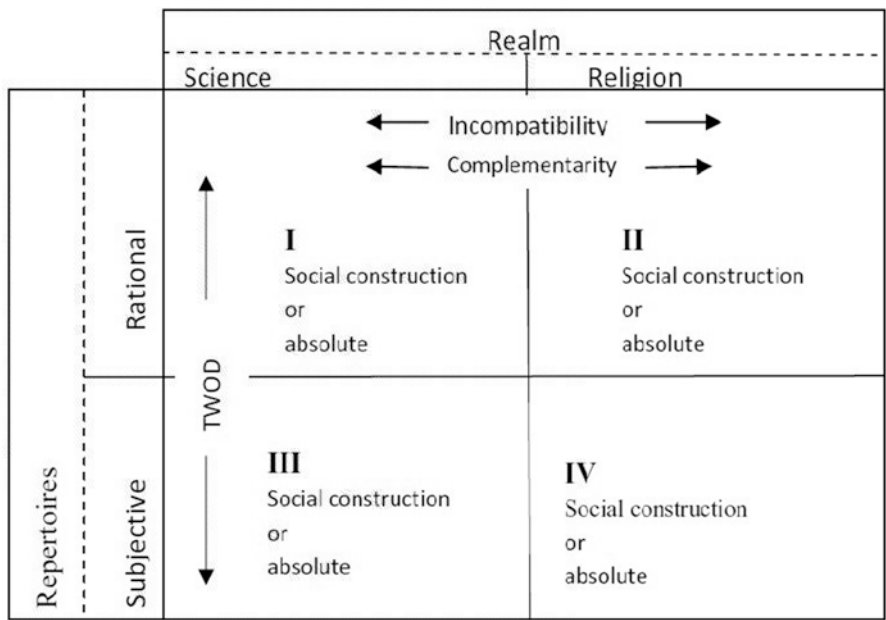 Realm
Science Religion
Incompatibility
Complementarity
Repertoires
Rational
TWOD
Subjective
I
Social construction
or
absolute
II
Social construction
or
absolute
III
Social construction
or
absolute
IV
Social construction
or
absolute